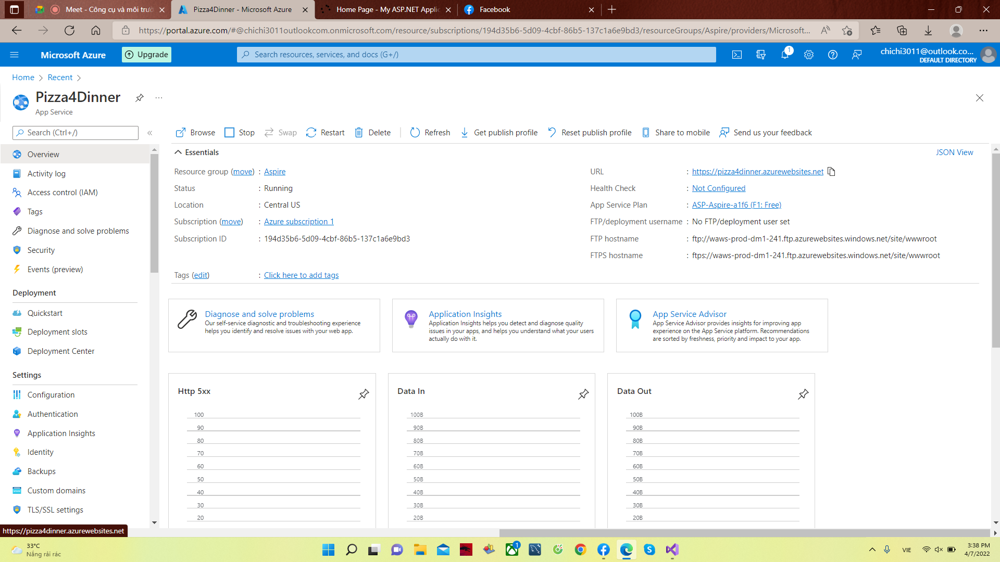 Meet - Công cụ và môi trườ
Pizza4Dinner - Microsoft Azure
Home Page - My ASP.NET Applic
Facebook
https://portal.azure.com/#@chichi3011outlookcom.onmicrosoft.com/resource/subscriptions/194d35b6-5d09-4cbf-86b5-137c1a6e9bd3/resourceGroups/Aspire/providers/Microsoft...
Microsoft Azure
Upgrade
Search resources, services, and docs (G+/)
1
chichi3011@outlook.co...
DEFAULT DIRECTORY
Home
Recent
Pizza4Dinner
App Service
Search (Ctrl+/)
Browse
Stop
Swap
Restart
Delete
Refresh
Get publish profile
Reset publish profile
Share to mobile
Send us your feedback
Overview
Activity log
Access control (IAM)
Tags
Diagnose and solve problems
Security
Events (preview)
Deployment
Quickstart
Deployment slots
Deployment Center
Settings
Configuration
Authentication
Application Insights
Identity
Backups
Custom domains
TLS/SSL settings
Essentials
JSON View
Resource group (move) : Aspire
Status : Running
Location : Central US
Subscription (move) : Azure subscription 1
Subscription ID : 194d35b6-5d09-4cbf-86b5-137c1a6e9bd3
Tags (edit) : Click here to add tags
URL : https://pizza4dinner.azurewebsites.net
Health Check : Not Configured
App Service Plan : ASP-Aspire-a1f6 (F1: Free)
FTP/deployment username : No FTP/deployment user set
FTP hostname : ftp://waws-prod-dm1-241.ftp.azurewebsites.windows.net/site/wwwroot
FTPS hostname : ftps://waws-prod-dm1-241.ftp.azurewebsites.windows.net/site/wwwroot
Diagnose and solve problems
Our self-service diagnostic and troubleshooting experience
helps you identify and resolve issues with your web app.
Application Insights
Application Insights helps you detect and diagnose quality
issues in your apps, and helps you understand what your users
actually do with it.
App Service Advisor
App Service Advisor provides insights for improving app
experience on the App Service platform. Recommendations
are sorted by freshness, priority and impact to your app.
Http 5xx
100
90
80
70
60
50
40
30
20
Data In
100B
90B
80B
70B
60B
50B
40B
30B
20B
Data Out
100B
90B
80B
70B
60B
50B
40B
30B
20B
https://pizza4dinner.azurewebsites.net
33°C
Nắng rải rác
1
VIE
3:38 PM
4/7/2022